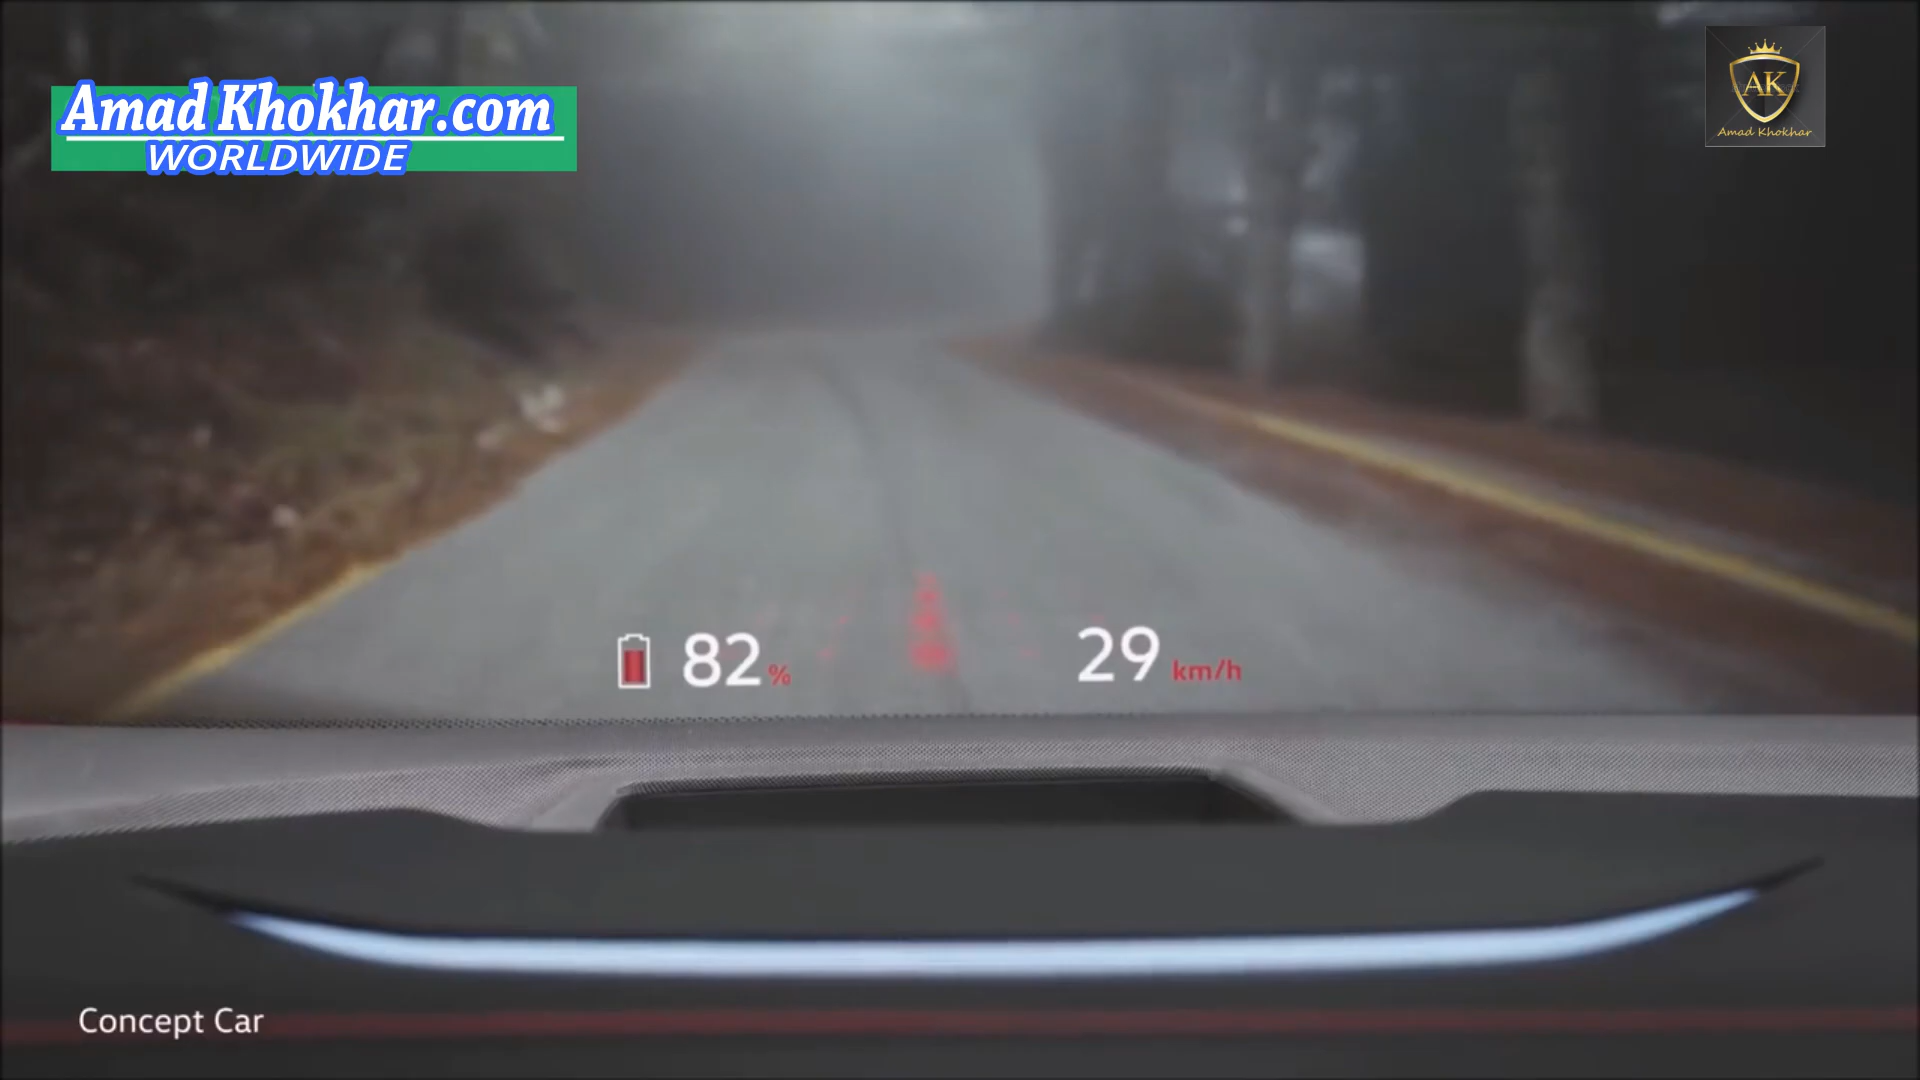 Amad Khokhar.com
WORLDWIDE
AK
Amad Khokhar
82 %
29 km/h
Concept Car